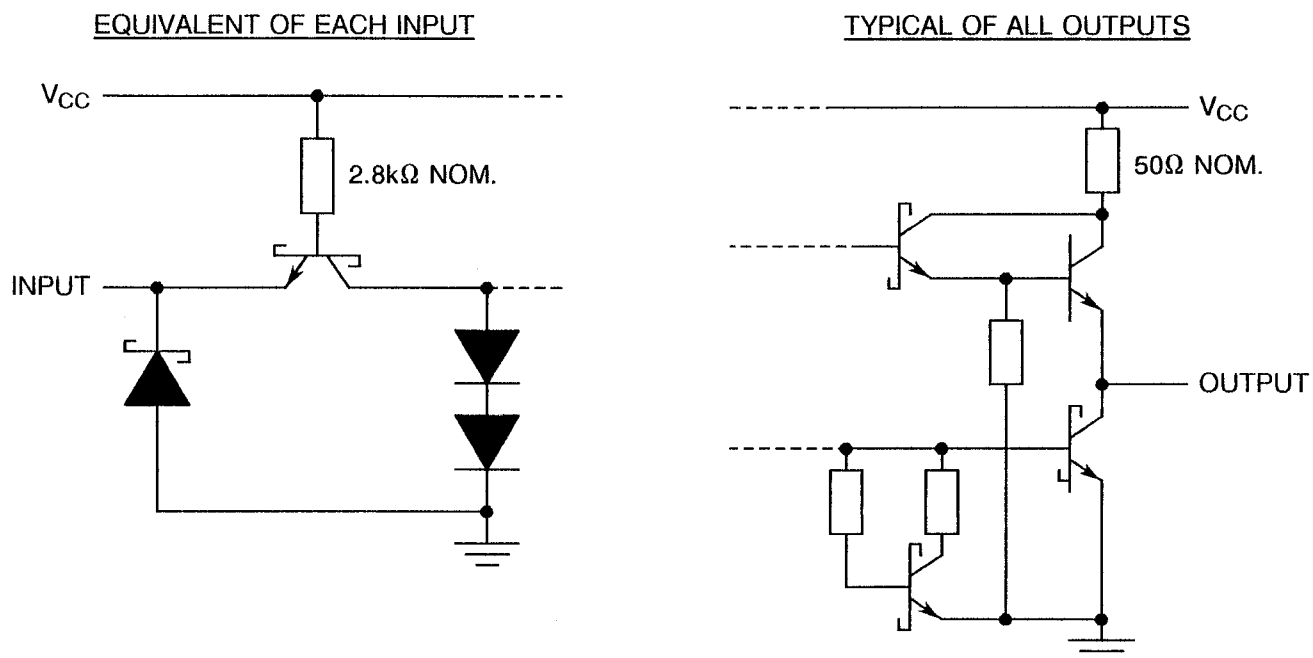 EQUIVALENT OF EACH INPUT
VCC
2.8kΩ NOM.
INPUT
TYPICAL OF ALL OUTPUTS
VCC
50Ω NOM.
OUTPUT